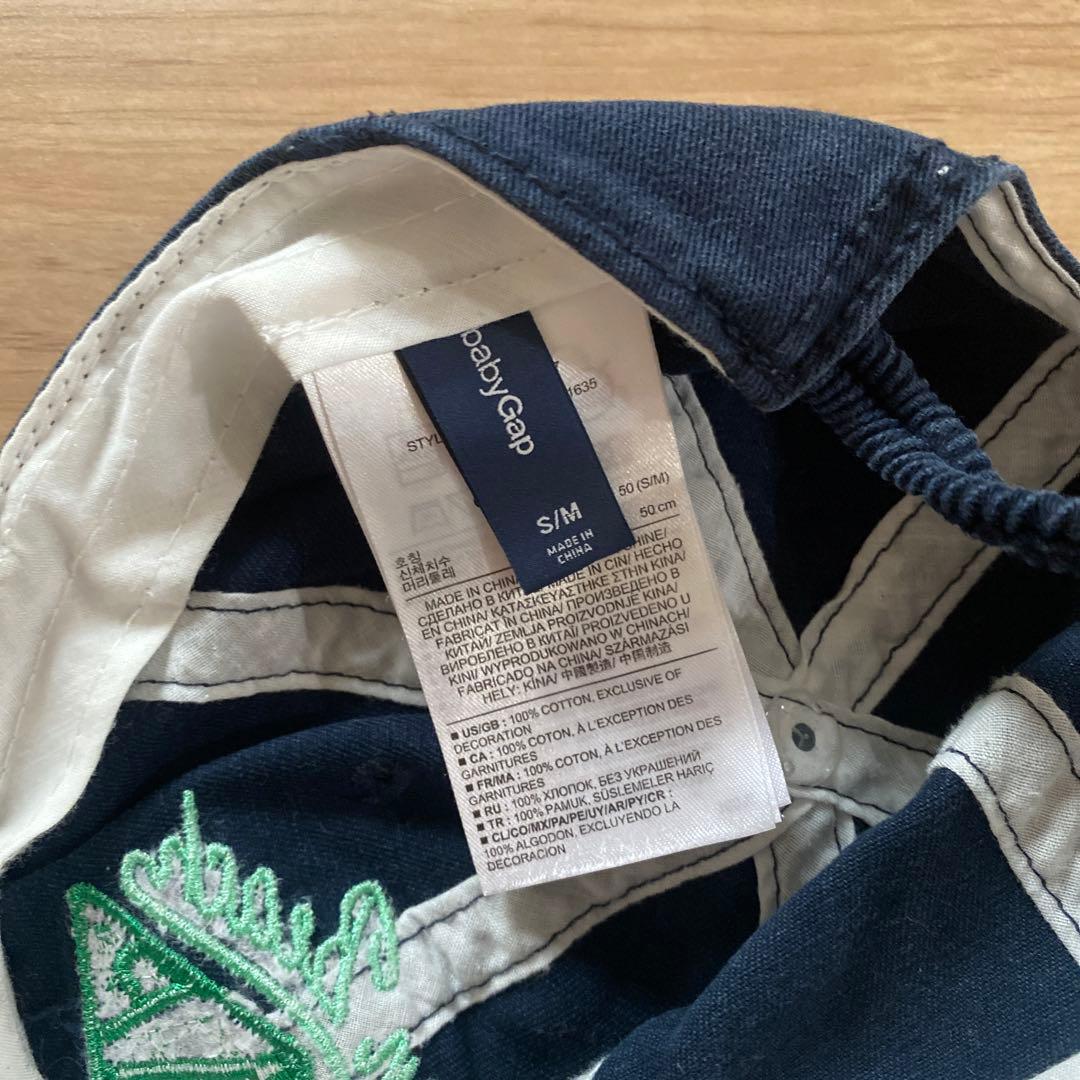 babyGap
S/M
MADE IN
CHINA
1635
STYL
50 (S/M)
50 cm
호칭
신체치수
머리둘레
MADE IN CHINA
СДЕЛАНО В КИТ MADE IN CIN/ HECHO
EN CHINA/ ΚΑΤΑΣΚΕΥΑΣΤΗΚΕ ΣΤΗΝ ΚΙΝΑ/
FABRICAT ÎN CHINA/ ПРОИЗВЕДЕНО В
КИТАЙ/ ZEMLJA PROIZVODNJE KINA/
ВИРОБЛЕНО В КИТАЇ/ PROIZVEDENO U
KINI/ WYPRODUKOWANO W CHINACH/
FABRICADO NA CHINA/ SZÁRMAZÁSI
HELY: KÍNA/ 中國製造/ 中国制造
■ US/GB : 100% COTTON, EXCLUSIVE OF
DECORATION
■ CA : 100% COTON, À L'EXCEPTION DES
GARNITURES
■ FR/MA : 100% COTON, À L'EXCEPTION DES
GARNITURES
■ RU : 100% ХЛОПОК, БЕЗ УКРАШЕНИЙ
■ TR : 100% PAMUK, SÜSLEMELER HARİÇ
■ CL/CO/MX/PA/PE/UY/AR/PY/CR :
100% ALGODON, EXCLUYENDO LA
DECORACION